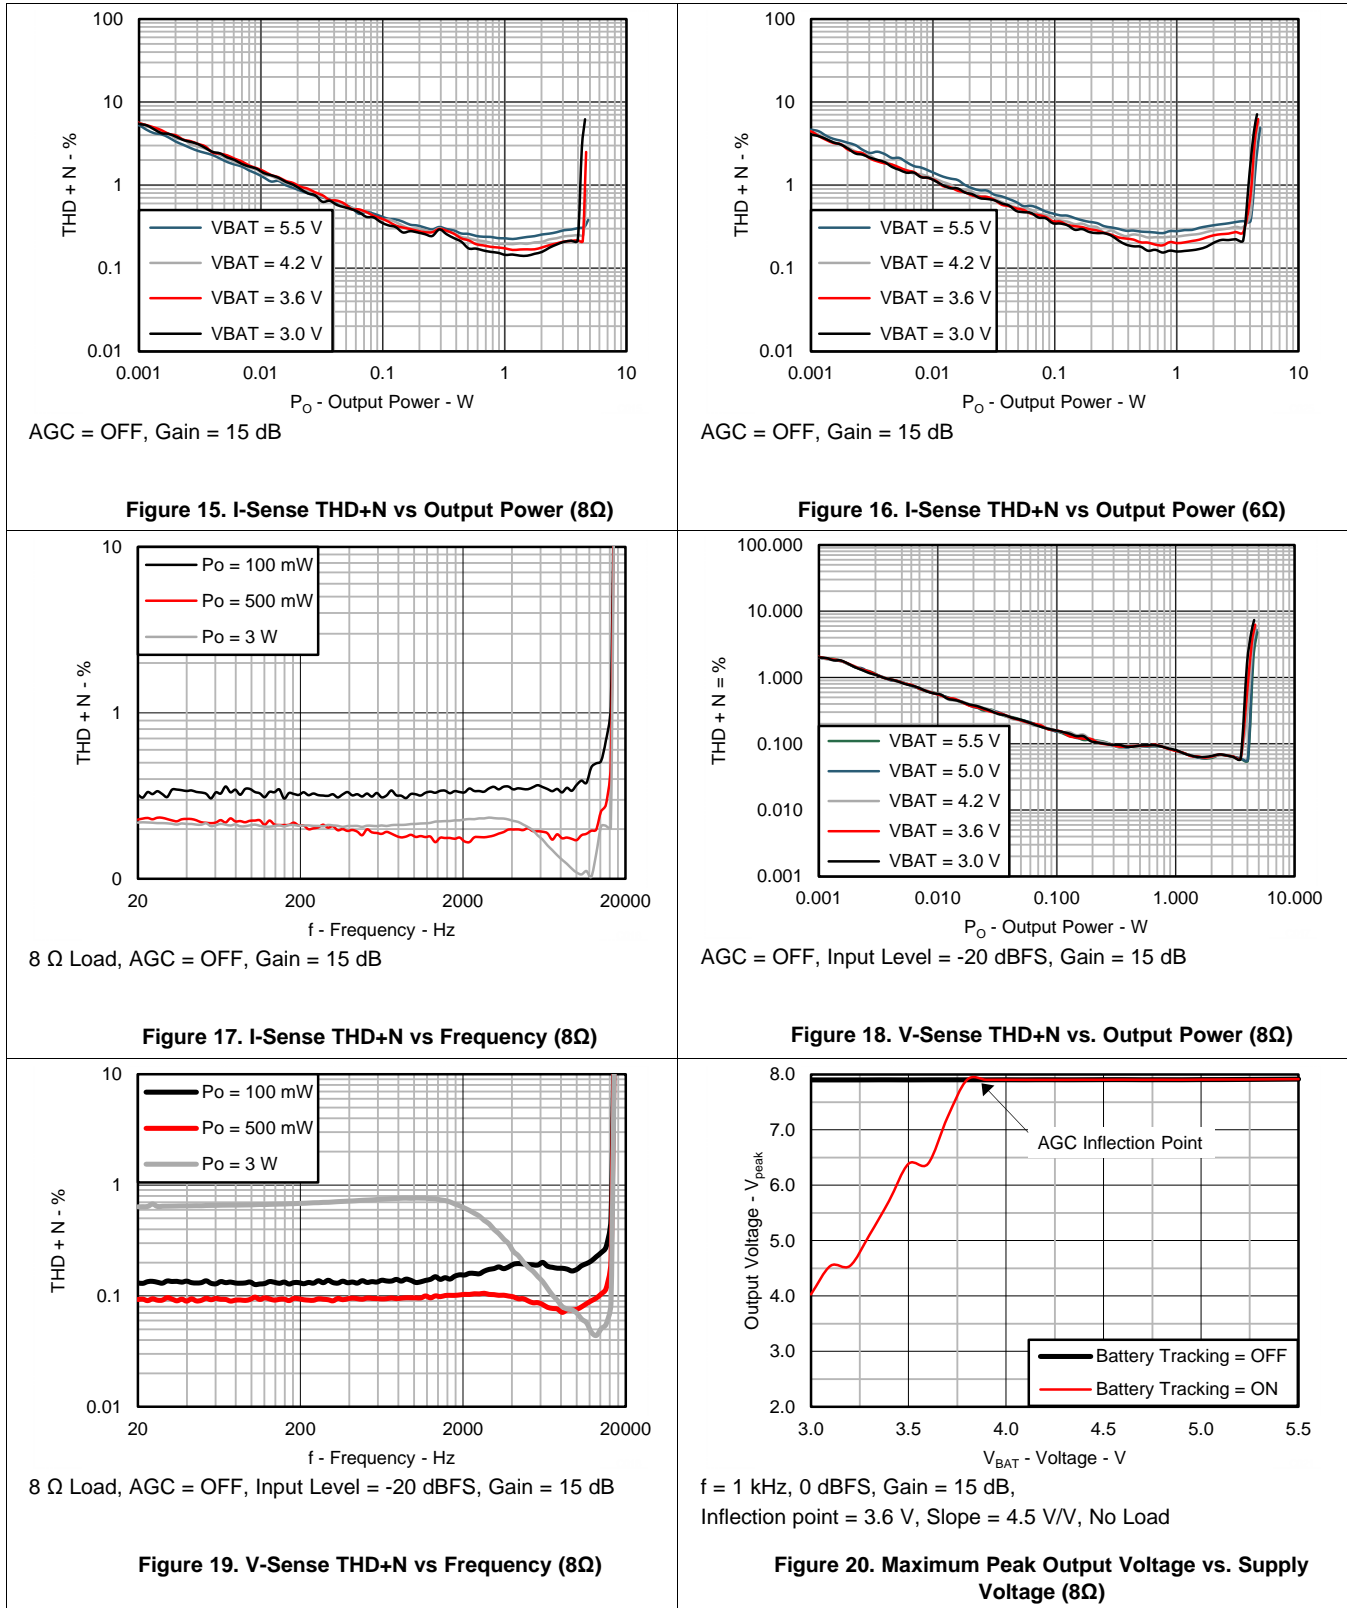 100
10
1
0.1
0.01
THD + N - %
VBAT = 5.5 V
VBAT = 4.2 V
VBAT = 3.6 V
VBAT = 3.0 V
0.001
0.01
0.1
1
10
PO - Output Power - W
AGC = OFF, Gain = 15 dB
Figure 15. I-Sense THD+N vs Output Power (8Ω)
100
10
1
0.1
0.01
THD + N - %
VBAT = 5.5 V
VBAT = 4.2 V
VBAT = 3.6 V
VBAT = 3.0 V
0.001
0.01
0.1
1
10
PO - Output Power - W
AGC = OFF, Gain = 15 dB
Figure 16. I-Sense THD+N vs Output Power (6Ω)
10
1
0
THD + N - %
Po = 100 mW
Po = 500 mW
Po = 3 W
20
200
2000
20000
f - Frequency - Hz
8 Ω Load, AGC = OFF, Gain = 15 dB
Figure 17. I-Sense THD+N vs Frequency (8Ω)
100.000
10.000
1.000
0.100
0.010
0.001
THD + N = %
VBAT = 5.5 V
VBAT = 5.0 V
VBAT = 4.2 V
VBAT = 3.6 V
VBAT = 3.0 V
0.001
0.010
0.100
1.000
10.000
PO - Output Power - W
AGC = OFF, Input Level = -20 dBFS, Gain = 15 dB
Figure 18. V-Sense THD+N vs. Output Power (8Ω)
10
1
0.1
0.01
THD + N - %
Po = 100 mW
Po = 500 mW
Po = 3 W
20
200
2000
20000
f - Frequency - Hz
8 Ω Load, AGC = OFF, Input Level = -20 dBFS, Gain = 15 dB
Figure 19. V-Sense THD+N vs Frequency (8Ω)
8.0
7.0
6.0
5.0
4.0
3.0
2.0
Output Voltage - Vpeak
AGC Inflection Point
Battery Tracking = OFF
Battery Tracking = ON
3.0
3.5
4.0
4.5
5.0
5.5
VBAT - Voltage - V
f = 1 kHz, 0 dBFS, Gain = 15 dB,
Inflection point = 3.6 V, Slope = 4.5 V/V, No Load
Figure 20. Maximum Peak Output Voltage vs. Supply
Voltage (8Ω)